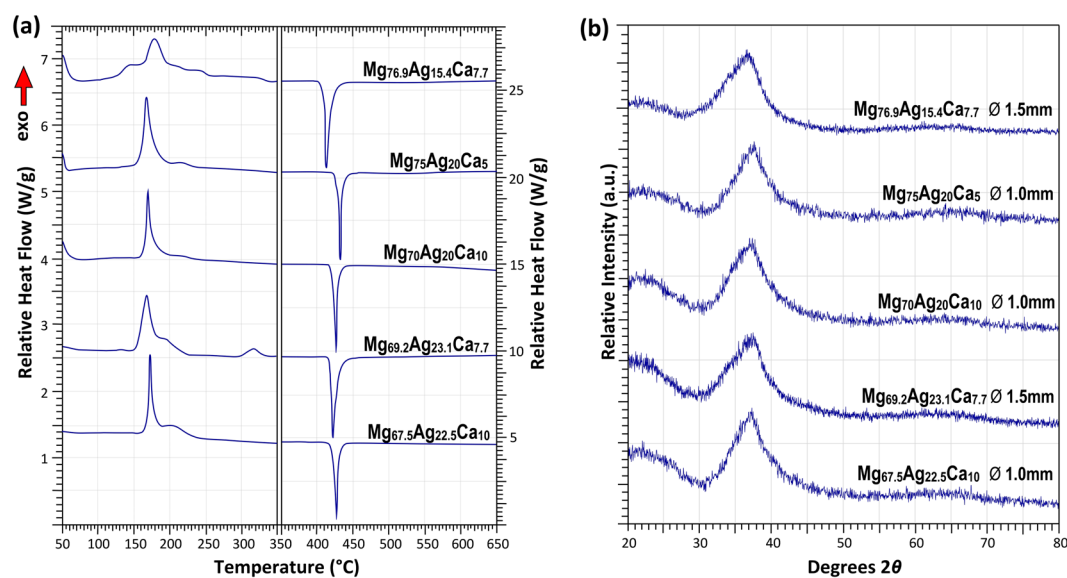 (a)
Relative Heat Flow (W/g)
exo
7
6
5
4
3
2
1
25
20
15
10
5
Relative Heat Flow (W/g)
Mg76.9Ag15.4Ca7.7
Mg75Ag20Ca5
Mg70Ag20Ca10
Mg69.2Ag23.1Ca7.7
Mg67.5Ag22.5Ca10
50 100 150 200 250 300 350 400 450 500 550 600 650
Temperature (°C)
(b)
Relative Intensity (a.u.)
Mg76.9Ag15.4Ca7.7 Ø 1.5mm
Mg75Ag20Ca5 Ø 1.0mm
Mg70Ag20Ca10 Ø 1.0mm
Mg69.2Ag23.1Ca7.7 Ø 1.5mm
Mg67.5Ag22.5Ca10 Ø 1.0mm
20 30 40 50 60 70 80
Degrees 2θ